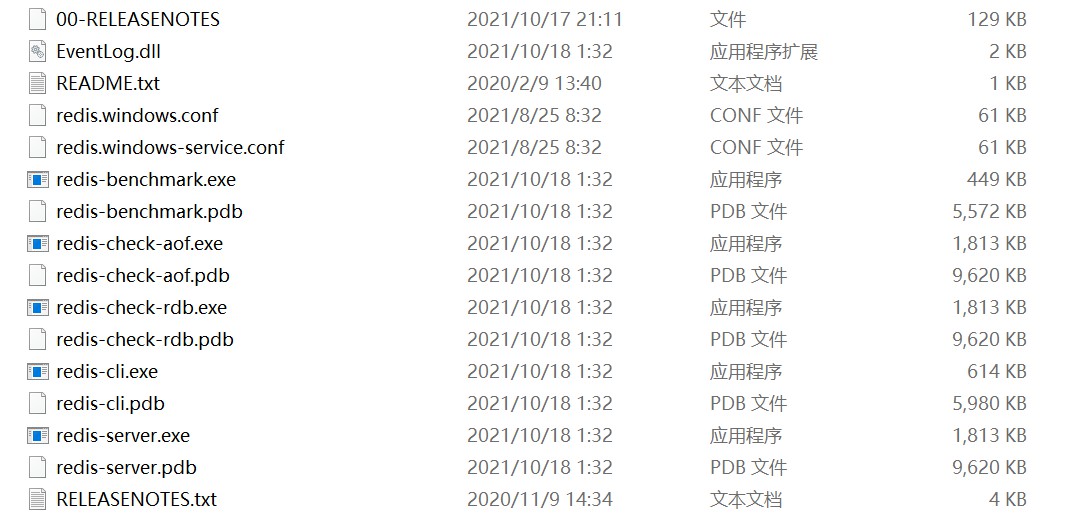 00-RELEASENOTES 2021/10/17 21:11 文件 129 KB
EventLog.dll 2021/10/18 1:32 应用程序扩展 2 KB
README.txt 2020/2/9 13:40 文本文档 1 KB
redis.windows.conf 2021/8/25 8:32 CONF 文件 61 KB
redis.windows-service.conf 2021/8/25 8:32 CONF 文件 61 KB
redis-benchmark.exe 2021/10/18 1:32 应用程序 449 KB
redis-benchmark.pdb 2021/10/18 1:32 PDB 文件 5,572 KB
redis-check-aof.exe 2021/10/18 1:32 应用程序 1,813 KB
redis-check-aof.pdb 2021/10/18 1:32 PDB 文件 9,620 KB
redis-check-rdb.exe 2021/10/18 1:32 应用程序 1,813 KB
redis-check-rdb.pdb 2021/10/18 1:32 PDB 文件 9,620 KB
redis-cli.exe 2021/10/18 1:32 应用程序 614 KB
redis-cli.pdb 2021/10/18 1:32 PDB 文件 5,980 KB
redis-server.exe 2021/10/18 1:32 应用程序 1,813 KB
redis-server.pdb 2021/10/18 1:32 PDB 文件 9,620 KB
RELEASENOTES.txt 2020/11/9 14:34 文本文档 4 KB